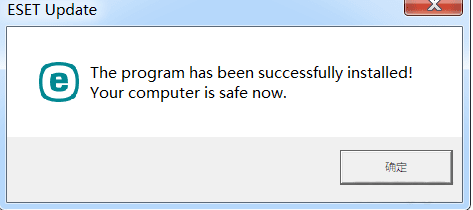 ESET Update
e
The program has been successfully installed!
Your computer is safe now.
确定